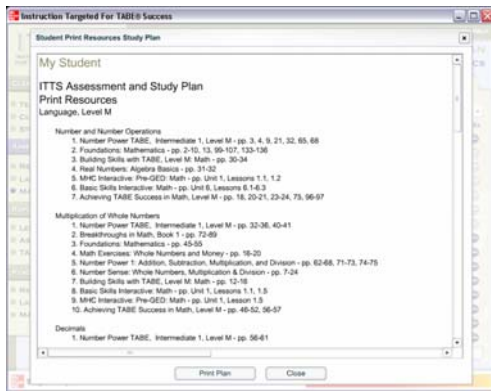 Instruction Targeted For TABE® Success
Student Print Resources Study Plan
My Student
ITTS Assessment and Study Plan
Print Resources
Language, Level M
Number and Number Operations
1. Number Power TABE, Intermediate 1, Level M - pp. 3, 4, 9, 21, 32, 65, 68
2. Foundations: Mathematics - pp. 2-10, 13, 99-107, 133-136
3. Building Skills with TABE, Level M: Math - pp. 30-34
4. Real Numbers: Algebra Basics - pp. 31-32
5. MHC Interactive: Pre-GED: Math - pp. Unit 1, Lessons 1.1, 1.2
6. Basic Skills Interactive: Math - pp. Unit 6, Lessons 6.1-6.3
7. Achieving TABE Success in Math, Level M - pp. 18, 20-21, 23-24, 75, 96-97
Multiplication of Whole Numbers
1. Number Power TABE, Intermediate 1, Level M - pp. 32-36, 40-41
2. Breakthroughs in Math, Book 1 - pp. 72-89
3. Foundations: Mathematics - pp. 45-55
4. Math Exercises: Whole Numbers and Money - pp. 16-20
5. Number Power 1: Addition, Subtraction, Multiplication, and Division - pp. 62-68, 71-73, 74-75
6. Number Sense: Whole Numbers, Multiplication & Division - pp. 7-24
7. Building Skills with TABE, Level M: Math - pp. 12-16
8. Basic Skills Interactive: Math - pp. Unit 1, Lessons 1.1, 1.5
9. MHC Interactive: Pre-GED: Math - pp. Unit 1, Lesson 1.5
10. Achieving TABE Success in Math, Level M - pp. 46-52, 56-57
Decimals
1. Number Power TABE, Intermediate 1, Level M - pp. 56-61
Print Plan
Close